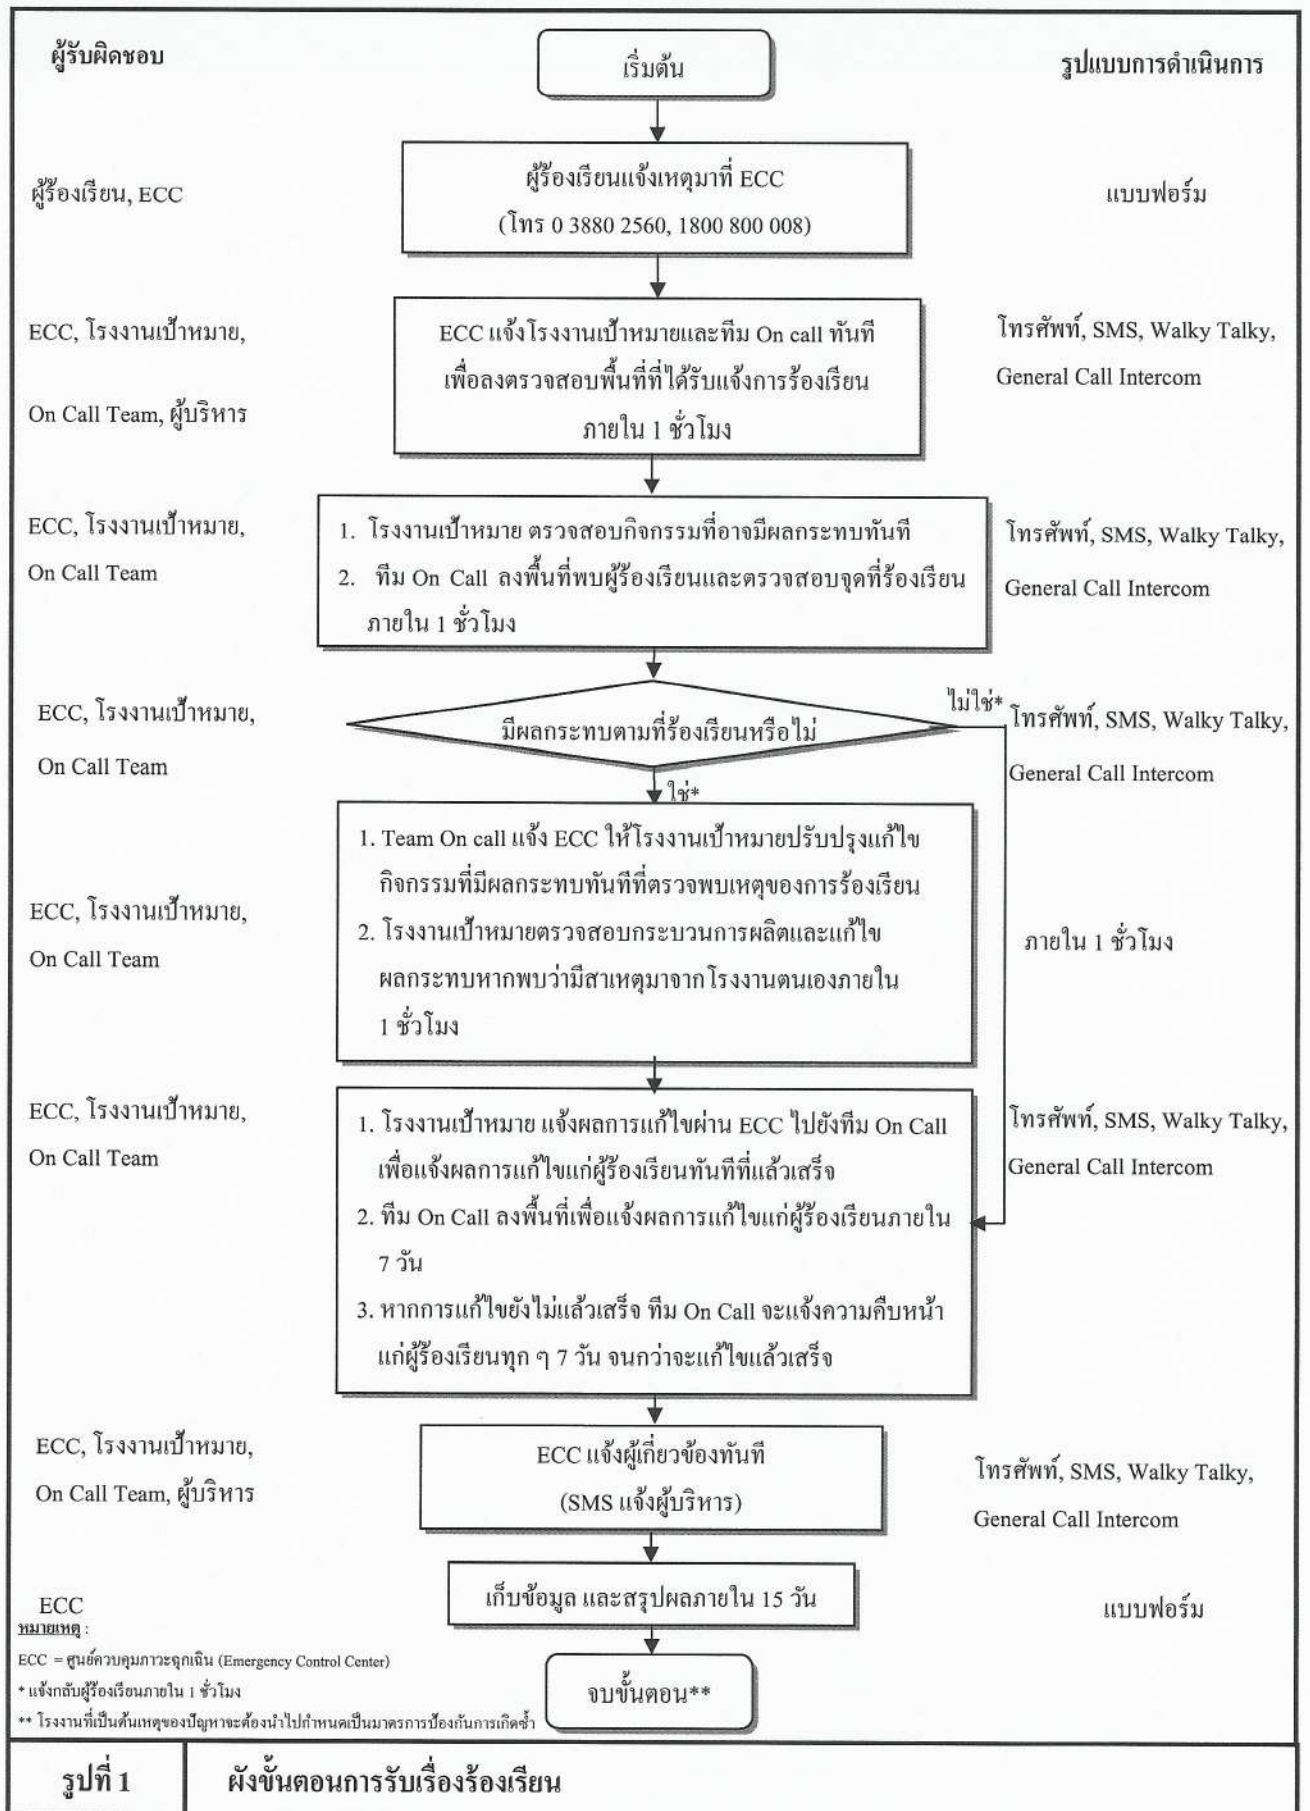 ผู้รับผิดชอบ
เริ่มต้น
รูปแบบการดำเนินการ
ผู้ร้องเรียน, ECC
ผู้ร้องเรียนแจ้งเหตุมาที่ ECC
(โทร 0 3880 2560, 1800 800 008)
แบบฟอร์ม
ECC, โรงงานเป้าหมาย,
On Call Team, ผู้บริหาร
ECC แจ้งโรงงานเป้าหมายและทีม On call ทันที
เพื่อลงตรวจสอบพื้นที่ที่ได้รับแจ้งการร้องเรียน
ภายใน 1 ชั่วโมง
โทรศัพท์, SMS, Walky Talky,
General Call Intercom
ECC, โรงงานเป้าหมาย,
On Call Team
1. โรงงานเป้าหมาย ตรวจสอบกิจกรรมที่อาจมีผลกระทบทันที
2. ทีม On Call ลงพื้นที่พบผู้ร้องเรียนและตรวจสอบจุดที่ร้องเรียน
ภายใน 1 ชั่วโมง
โทรศัพท์, SMS, Walky Talky,
General Call Intercom
ECC, โรงงานเป้าหมาย,
On Call Team
มีผลกระทบตามที่ร้องเรียนหรือไม่
ไม่ใช่*
โทรศัพท์, SMS, Walky Talky,
General Call Intercom
ใช่*
ECC, โรงงานเป้าหมาย,
On Call Team
1. Team On call แจ้ง ECC ให้โรงงานเป้าหมายปรับปรุงแก้ไข
กิจกรรมที่มีผลกระทบทันทีที่ตรวจพบเหตุของการร้องเรียน
2. โรงงานเป้าหมายตรวจสอบกระบวนการผลิตและแก้ไข
ผลกระทบหากพบว่ามีสาเหตุมาจากโรงงานตนเองภายใน
1 ชั่วโมง
ภายใน 1 ชั่วโมง
ECC, โรงงานเป้าหมาย,
On Call Team
1. โรงงานเป้าหมาย แจ้งผลการแก้ไขผ่าน ECC ไปยังทีม On Call
เพื่อแจ้งผลการแก้ไขแก่ผู้ร้องเรียนทันทีที่แล้วเสร็จ
2. ทีม On Call ลงพื้นที่เพื่อแจ้งผลการแก้ไขแก่ผู้ร้องเรียนภายใน
7 วัน
3. หากการแก้ไขยังไม่แล้วเสร็จ ทีม On Call จะแจ้งความคืบหน้า
แก่ผู้ร้องเรียนทุก ๆ 7 วัน จนกว่าจะแก้ไขแล้วเสร็จ
โทรศัพท์, SMS, Walky Talky,
General Call Intercom
ECC, โรงงานเป้าหมาย,
On Call Team, ผู้บริหาร
ECC แจ้งผู้เกี่ยวข้องทันที
(SMS แจ้งผู้บริหาร)
โทรศัพท์, SMS, Walky Talky,
General Call Intercom
ECC
เก็บข้อมูล และสรุปผลภายใน 15 วัน
แบบฟอร์ม
หมายเหตุ :
ECC = ศูนย์ควบคุมภาวะฉุกเฉิน (Emergency Control Center)
* แจ้งกลับผู้ร้องเรียนภายใน 1 ชั่วโมง
** โรงงานที่เป็นต้นเหตุของปัญหาจะต้องนำไปกำหนดเป็นมาตรการป้องกันการเกิดซ้ำ
จบขั้นตอน**
รูปที่ 1
ผังขั้นตอนการรับเรื่องร้องเรียน